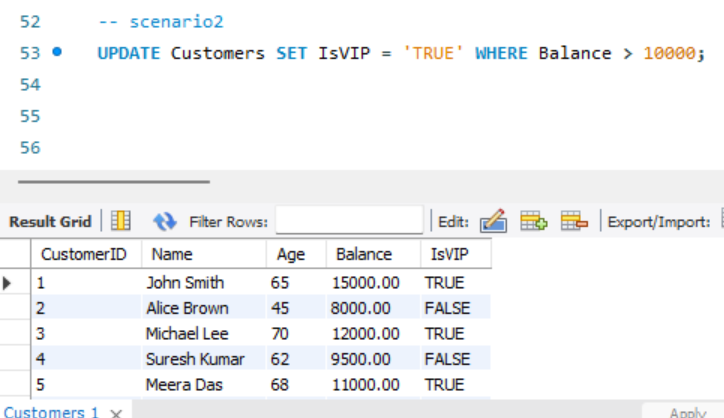 52 -- scenario2
53 UPDATE Customers SET IsVIP = 'TRUE' WHERE Balance > 10000;
54
55
56
Result Grid Filter Rows: Edit: Export/Import:
CustomerID Name Age Balance IsVIP
1 John Smith 65 15000.00 TRUE
2 Alice Brown 45 8000.00 FALSE
3 Michael Lee 70 12000.00 TRUE
4 Suresh Kumar 62 9500.00 FALSE
5 Meera Das 68 11000.00 TRUE
Customers 1 × Apply